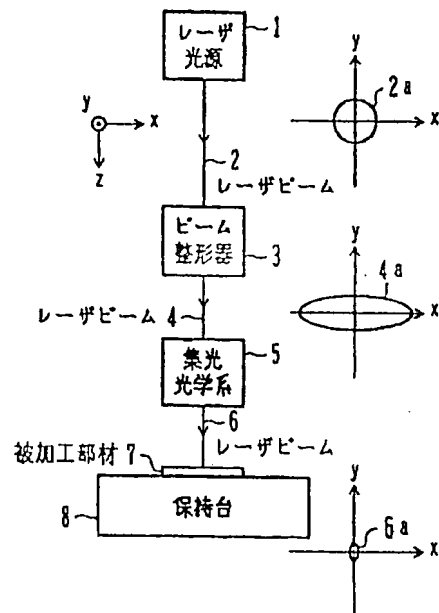 レーザ
光源
1
y
x
z
2
レーザビーム
y
2a
x
ビーム
整形器
3
レーザビーム 4
y
4a
x
集光
光学系
5
6
レーザビーム
被加工部材 7
8
保持台
y
6a
x